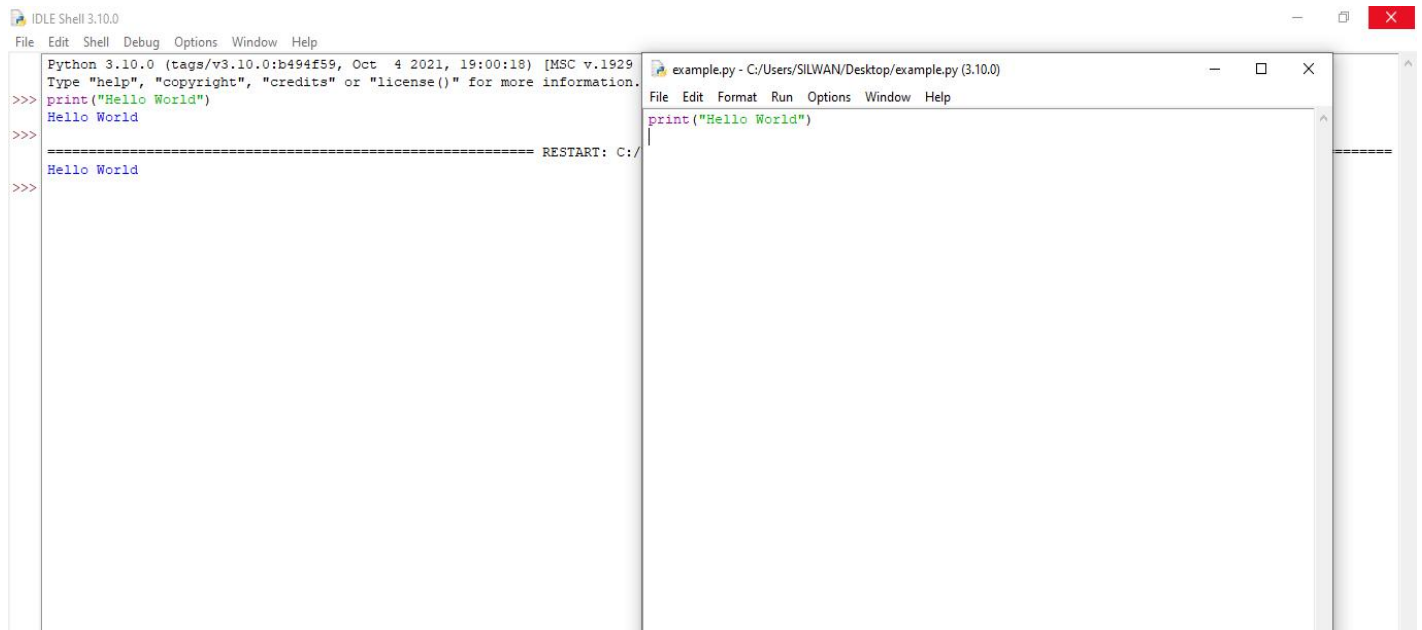 IDLE Shell 3.10.0
File Edit Shell Debug Options Window Help
Python 3.10.0 (tags/v3.10.0:b494f59, Oct  4 2021, 19:00:18) [MSC v.1929
Type "help", "copyright", "credits" or "license()" for more information.
>>> print("Hello World")
Hello World
>>>
=========================================================== RESTART: C:/
=======
Hello World
>>>
example.py - C:/Users/SILWAN/Desktop/example.py (3.10.0)
File Edit Format Run Options Window Help
print("Hello World")